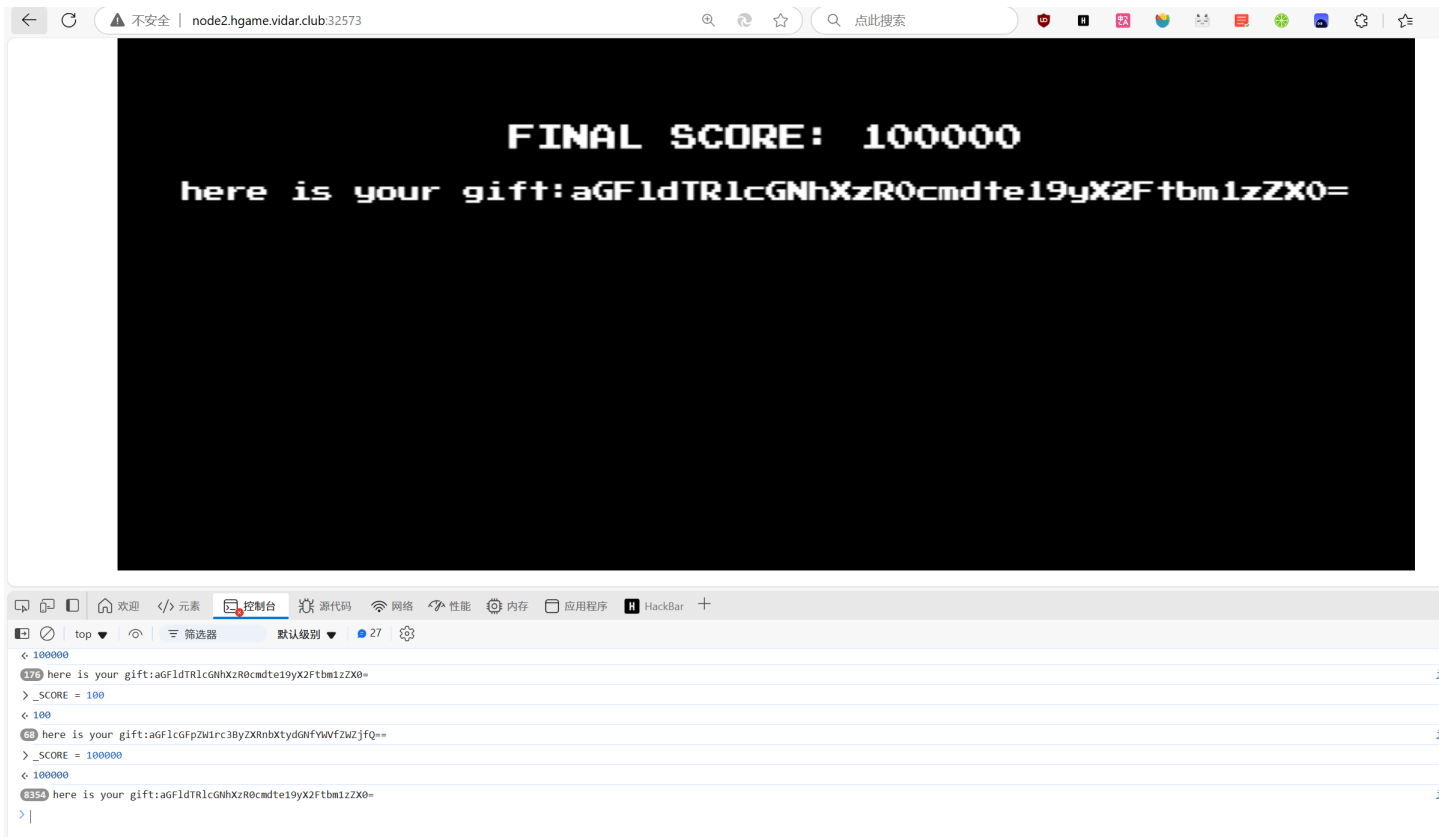 不安全 node2.hgame.vidar.club:32573 点此搜索
FINAL SCORE: 100000
here is your gift:aGFldTRlcGNhXzR0cmdte19yX2Ftbm1zZX0=
欢迎 元素 控制台 源代码 网络 性能 内存 应用程序 HackBar
top 筛选器 默认级别 27
100000
176 here is your gift:aGFldTRlcGNhXzR0cmdte19yX2Ftbm1zZX0=
> _SCORE = 100
100
68 here is your gift:aGFlcGFpZW1rc3ByZXRnbXtydGNfYWVfZWZjfQ==
> _SCORE = 100000
100000
8354 here is your gift:aGFldTRlcGNhXzR0cmdte19yX2Ftbm1zZX0=
>